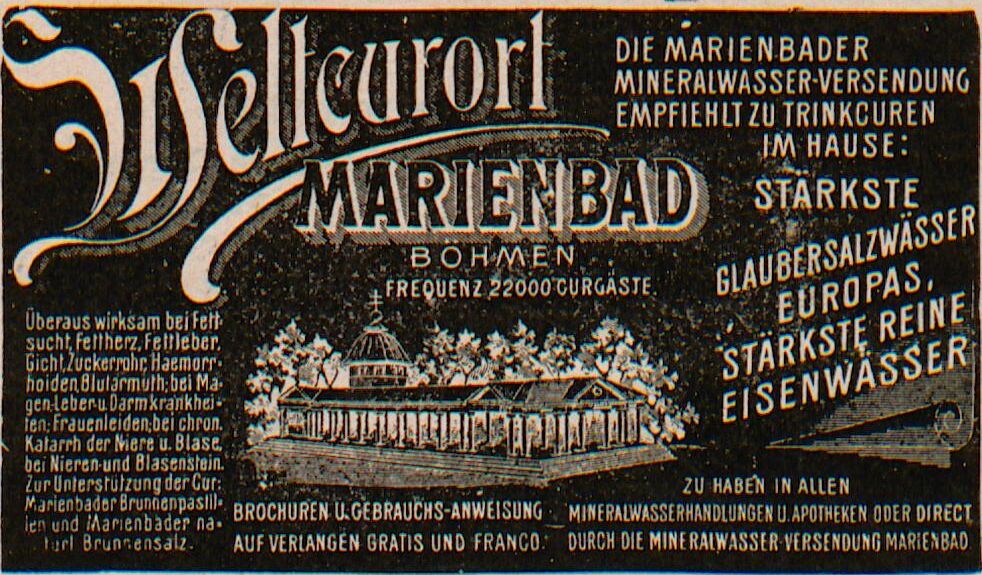 Weltcurort
MARIENBAD
BÖHMEN
FREQUENZ 22000 CURGÄSTE
DIE MARIENBADER
MINERALWASSER-VERSENDUNG
EMPFIEHLT ZU TRINKCUREN
IM HAUSE:
STÄRKSTE
GLAUBERSALZWÄSSER
EUROPAS,
STÄRKSTE REINE
EISENWÄSSER
Überaus wirksam bei Fett-
sucht, Fettherz, Fettleber,
Gicht, Zuckerrohr, Haemorr-
hoiden, Blutarmuth; bei Ma-
gen-Leber-u. Darmkrankhei-
ten; Frauenleiden; bei chron.
Katarrh der Niere u. Blase,
bei Nieren-und Blasenstein.
Zur Unterstützung der Cur:
Marienbader Brunnenpastil-
len und Marienbader na-
türl Brunnensalz.
BROCHUREN U. GEBRAUCHS-ANWEISUNG
AUF VERLANGEN GRATIS UND FRANCO.
ZU HABEN IN ALLEN
MINERALWASSERHANDLUNGEN U. APOTHEKEN ODER DIRECT
DURCH DIE MINERALWASSER-VERSENDUNG MARIENBAD.